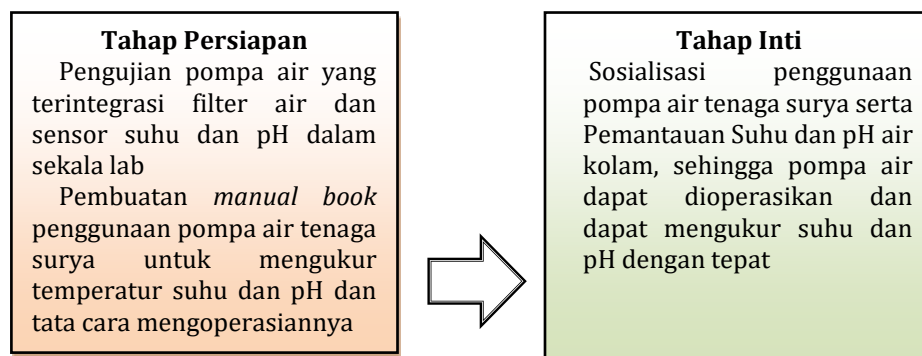 Tahap Persiapan
Pengujian pompa air yang
terintegrasi filter air dan
sensor suhu dan pH dalam
sekala lab
Pembuatan manual book
penggunaan pompa air tenaga
surya untuk mengukur
temperatur suhu dan pH dan
tata cara mengoperasiannya
Tahap Inti
Sosialisasi penggunaan
pompa air tenaga surya serta
Pemantauan Suhu dan pH air
kolam, sehingga pompa air
dapat dioperasikan dan
dapat mengukur suhu dan
pH dengan tepat